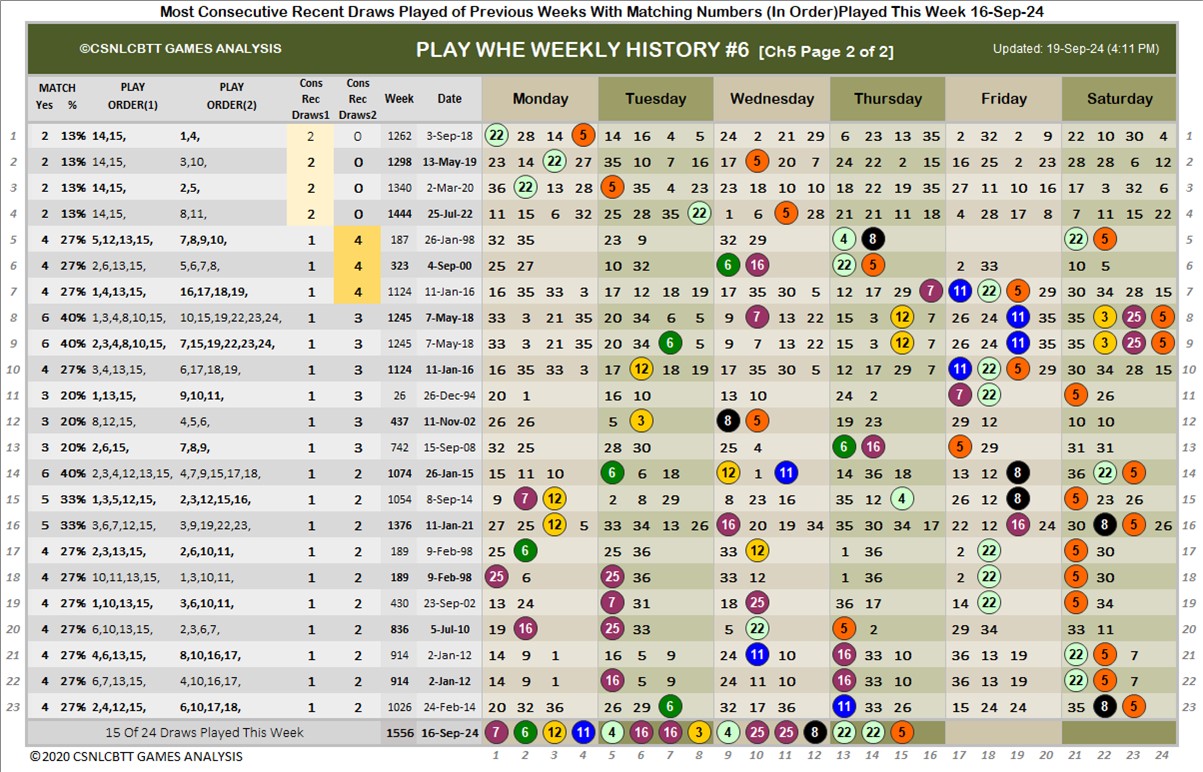 Most Consecutive Recent Draws Played of Previous Weeks With Matching Numbers (In Order)Played This Week 16-Sep-24
©CSNLCBTT GAMES ANALYSIS PLAY WHE WEEKLY HISTORY #6 [Ch5 Page 2 of 2] Updated: 19-Sep-24 (4:11 PM)
MATCH Yes % PLAY ORDER(1) PLAY ORDER(2) Cons Rec Draws1 Cons Rec Draws2 Week Date Monday Tuesday Wednesday Thursday Friday Saturday
1 2 13% 14,15, 1,4, 2 0 1262 3-Sep-18 22 28 14 5 14 16 4 5 24 2 21 29 6 23 13 35 2 32 2 9 22 10 30 4 1
2 2 13% 14,15, 3,10, 2 0 1298 13-May-19 23 14 22 27 35 10 7 16 17 5 20 7 24 22 2 15 16 25 2 23 28 28 6 12 2
3 2 13% 14,15, 2,5, 2 0 1340 2-Mar-20 36 22 13 28 5 35 4 23 23 18 10 10 18 22 19 35 27 11 10 16 17 3 32 6 3
4 2 13% 14,15, 8,11, 2 0 1444 25-Jul-22 11 15 6 32 25 28 35 22 1 6 5 28 21 21 11 18 4 28 17 8 7 11 15 22 4
5 4 27% 5,12,13,15, 7,8,9,10, 1 4 187 26-Jan-98 32 35 23 9 32 29 4 8 22 5 5
6 4 27% 2,6,13,15, 5,6,7,8, 1 4 323 4-Sep-00 25 27 10 32 6 16 22 5 2 33 10 5 6
7 4 27% 1,4,13,15, 16,17,18,19, 1 4 1124 11-Jan-16 16 35 33 3 17 12 18 19 17 35 30 5 12 17 29 7 11 22 5 29 30 34 28 15 7
8 6 40% 1,3,4,8,10,15, 10,15,19,22,23,24, 1 3 1245 7-May-18 33 3 21 35 20 34 6 5 9 7 13 22 15 3 12 7 26 24 11 35 35 3 25 5 8
9 6 40% 2,3,4,8,10,15, 7,15,19,22,23,24, 1 3 1245 7-May-18 33 3 21 35 20 34 6 5 9 7 13 22 15 3 12 7 26 24 11 35 35 3 25 5 9
10 4 27% 3,4,13,15, 6,17,18,19, 1 3 1124 11-Jan-16 16 35 33 3 17 12 18 19 17 35 30 5 12 17 29 7 11 22 5 29 30 34 28 15 10
11 3 20% 1,13,15, 9,10,11, 1 3 26 26-Dec-94 20 1 16 10 13 10 24 2 7 22 5 26 11
12 3 20% 8,12,15, 4,5,6, 1 3 437 11-Nov-02 26 26 5 3 8 5 19 23 29 12 10 10 12
13 3 20% 2,6,15, 7,8,9, 1 3 742 15-Sep-08 32 25 28 30 25 4 6 16 5 29 31 31 13
14 6 40% 2,3,4,12,13,15, 4,7,9,15,17,18, 1 2 1074 26-Jan-15 15 11 10 6 6 18 12 1 11 14 36 18 13 12 8 36 22 5 14
15 5 33% 1,3,5,12,15, 2,3,12,15,16, 1 2 1054 8-Sep-14 9 7 12 2 8 29 8 23 16 35 12 4 26 12 8 5 23 26 15
16 5 33% 3,6,7,12,15, 3,9,19,22,23, 1 2 1376 11-Jan-21 27 25 12 5 33 34 13 26 16 20 19 34 35 30 34 17 22 12 16 24 30 8 5 26 16
17 4 27% 2,3,13,15, 2,6,10,11, 1 2 189 9-Feb-98 25 6 25 36 33 12 1 36 2 22 5 30 17
18 4 27% 10,11,13,15, 1,3,10,11, 1 2 189 9-Feb-98 25 6 25 36 33 12 1 36 2 22 5 30 18
19 4 27% 1,10,13,15, 3,6,10,11, 1 2 430 23-Sep-02 13 24 7 31 18 25 36 17 14 22 5 34 19
20 4 27% 6,10,13,15, 2,3,6,7, 1 2 836 5-Jul-10 19 16 25 33 5 22 5 2 29 34 33 11 20
21 4 27% 4,6,13,15, 8,10,16,17, 1 2 914 2-Jan-12 14 9 1 16 5 9 24 11 10 16 33 10 36 13 19 22 5 7 21
22 4 27% 6,7,13,15, 4,10,16,17, 1 2 914 2-Jan-12 14 9 1 16 5 9 24 11 10 16 33 10 36 13 19 22 5 7 22
23 4 27% 2,4,12,15, 6,10,17,18, 1 2 1026 24-Feb-14 20 32 36 26 29 6 32 17 36 11 33 26 15 24 24 35 8 5 23
15 Of 24 Draws Played This Week 1556 16-Sep-24 7 6 12 11 4 16 16 3 4 25 25 8 22 22 5
©2020 CSNLCBTT GAMES ANALYSIS 1 2 3 4 5 6 7 8 9 10 11 12 13 14 15 16 17 18 19 20 21 22 23 24